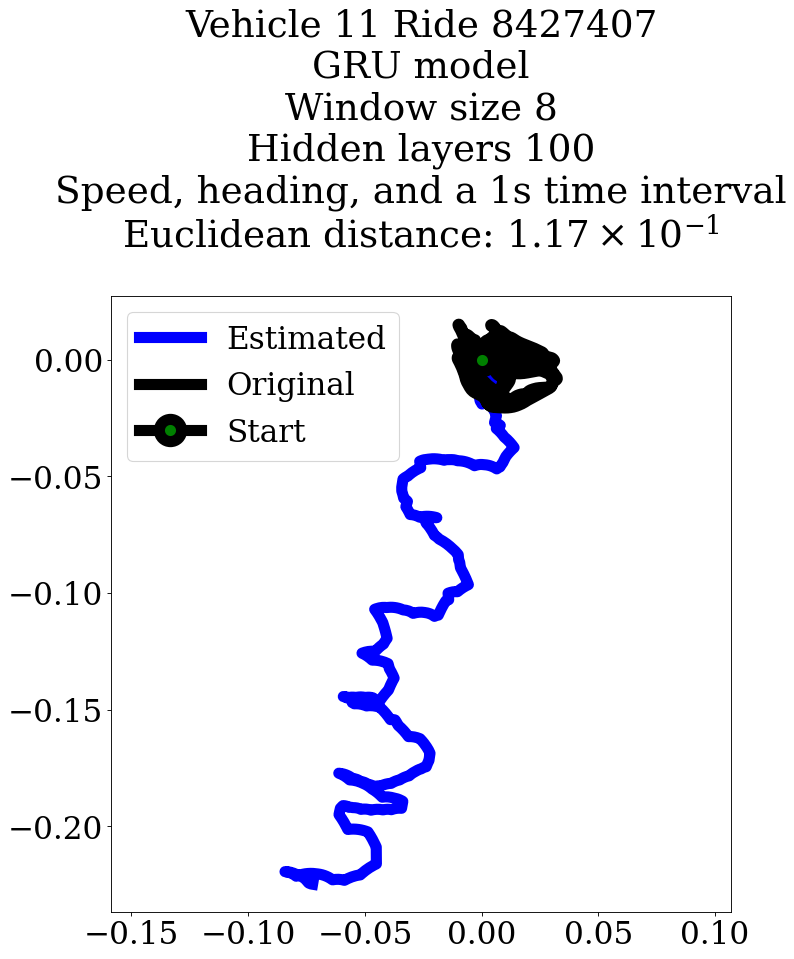 Vehicle 11 Ride 8427407
GRU model
Window size 8
Hidden layers 100
Speed, heading, and a 1s time interval
Euclidean distance: 1.17 × 10⁻¹
Estimated
Original
Start
0.00
−0.05
−0.10
−0.15
−0.20
−0.15 −0.10 −0.05 0.00 0.05 0.10